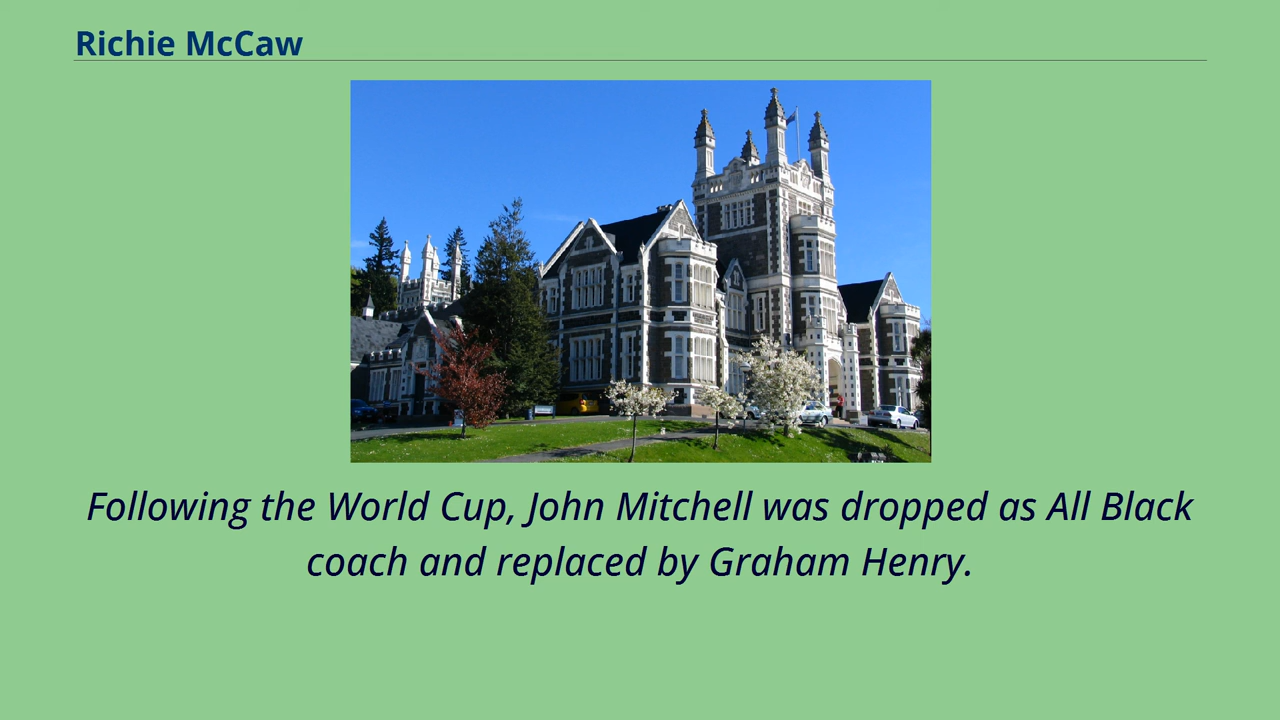 Richie McCaw
Following the World Cup, John Mitchell was dropped as All Black
coach and replaced by Graham Henry.